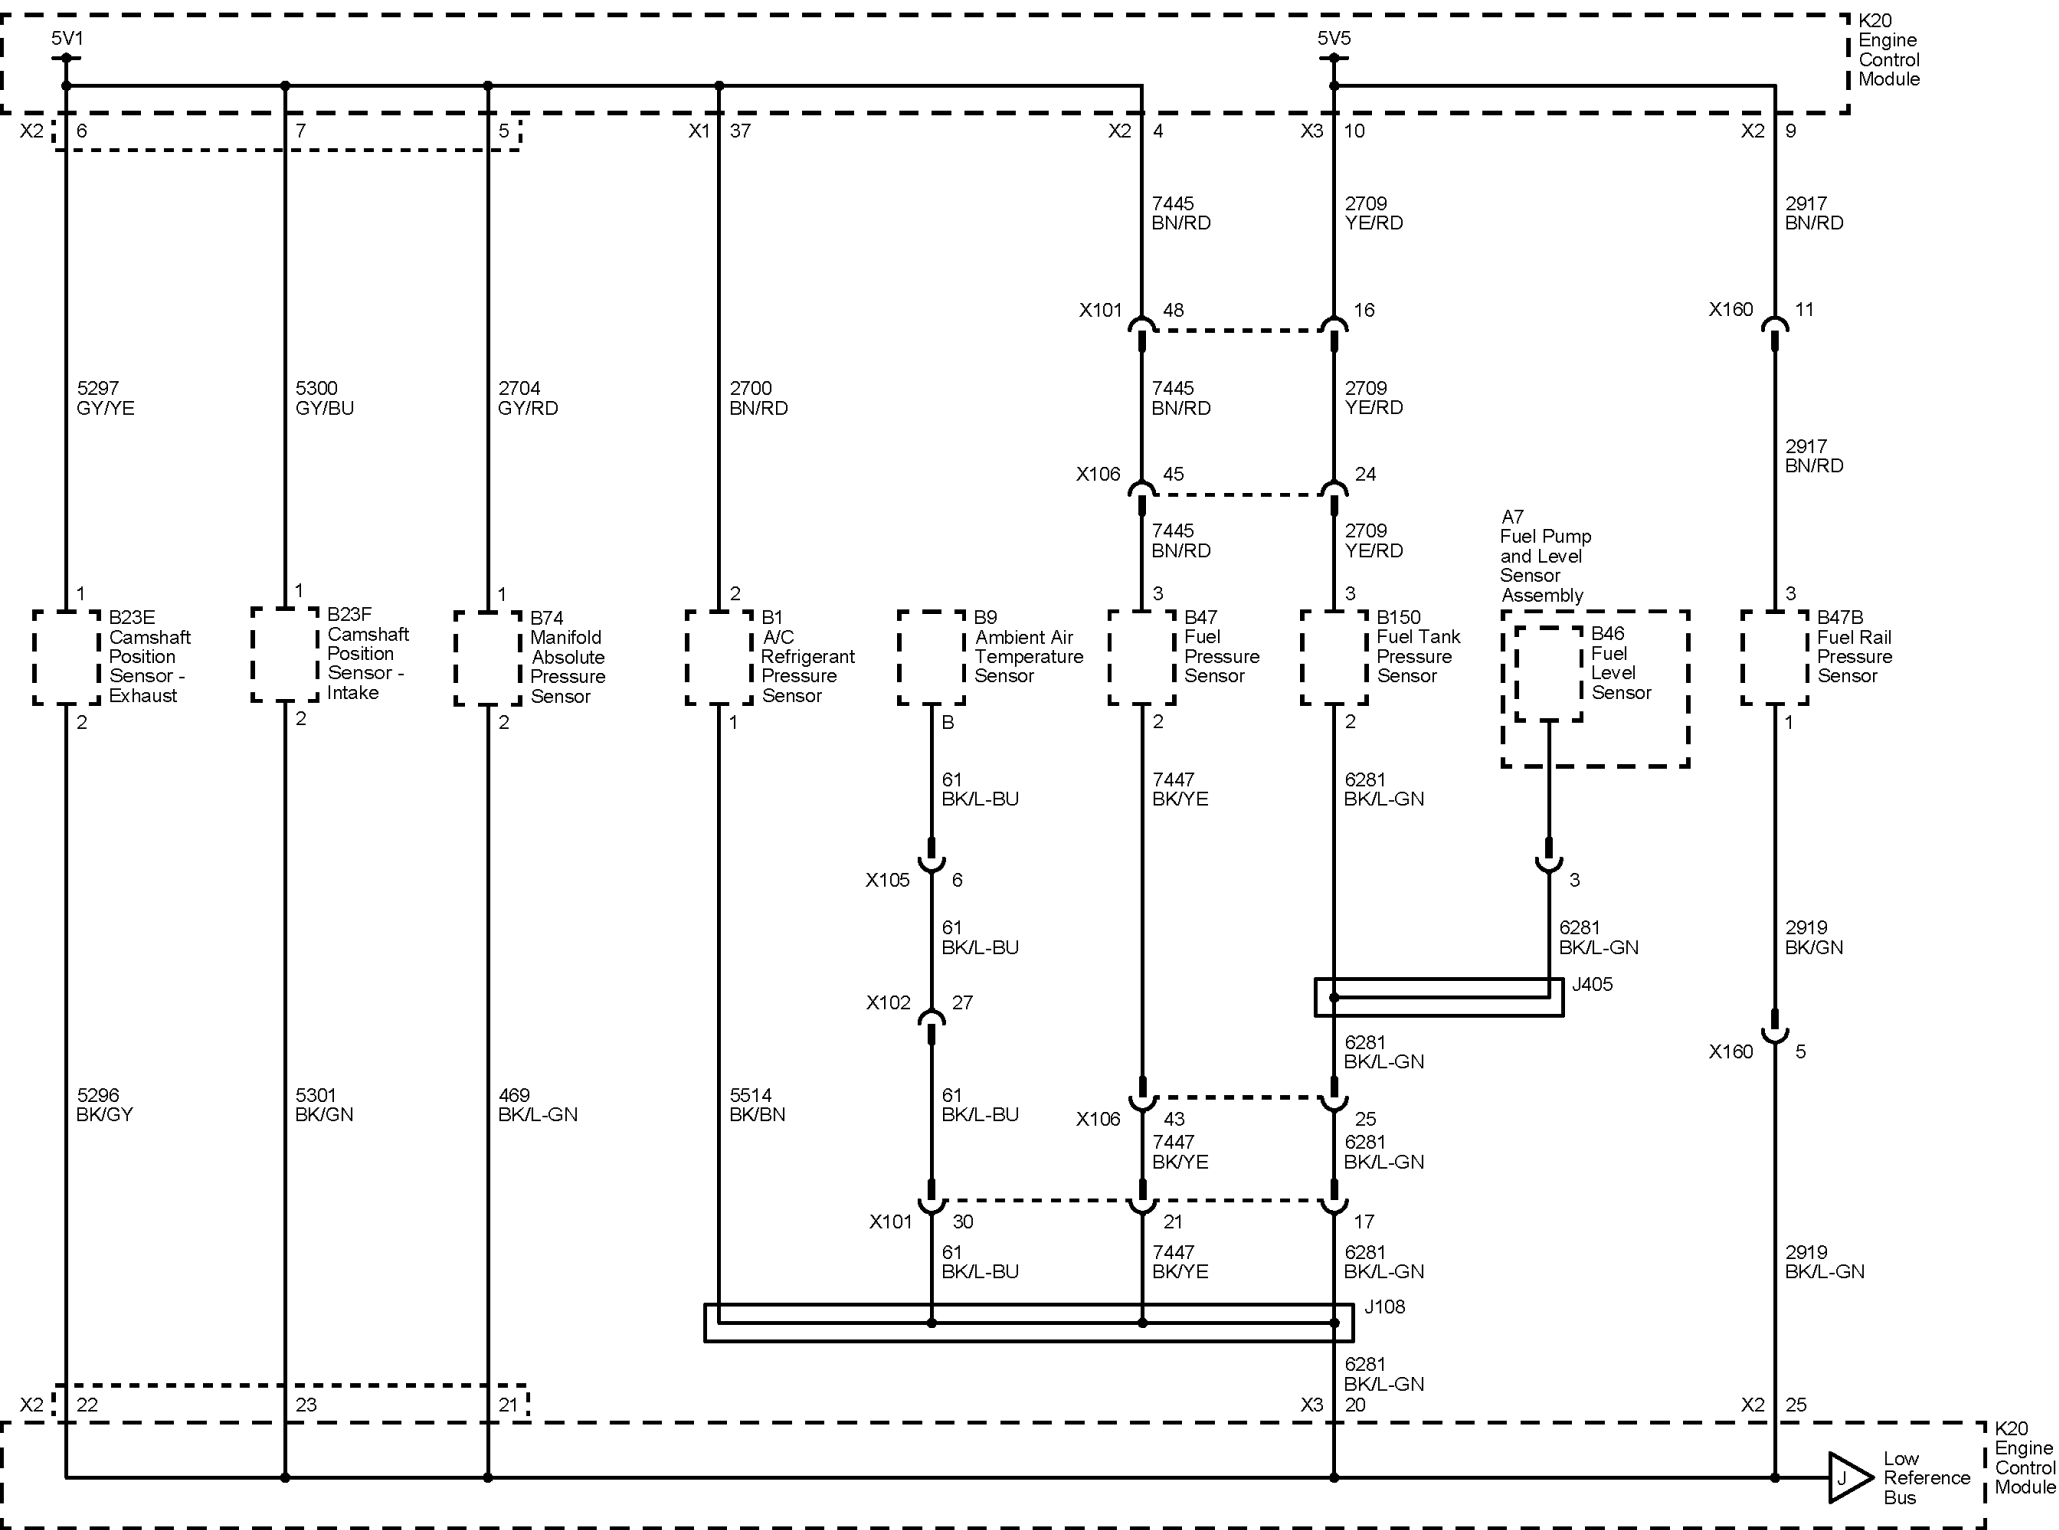 5V1
5V5
K20
Engine
Control
Module
X2 6
7
5
X1 37
X2 4
X3 10
X2 9
7445
BN/RD
2709
YE/RD
2917
BN/RD
X101 48
16
X160 11
5297
GY/YE
5300
GY/BU
2704
GY/RD
2700
BN/RD
7445
BN/RD
2709
YE/RD
2917
BN/RD
X106 45
24
7445
BN/RD
2709
YE/RD
A7
Fuel Pump
and Level
Sensor
Assembly
1
1
1
2
3
3
3
B23E
Camshaft
Position
Sensor -
Exhaust
B23F
Camshaft
Position
Sensor -
Intake
B74
Manifold
Absolute
Pressure
Sensor
B1
A/C
Refrigerant
Pressure
Sensor
B9
Ambient Air
Temperature
Sensor
B47
Fuel
Pressure
Sensor
B150
Fuel Tank
Pressure
Sensor
B46
Fuel
Level
Sensor
B47B
Fuel Rail
Pressure
Sensor
2
2
2
1
B
2
2
1
61
BK/L-BU
7447
BK/YE
6281
BK/L-GN
X105 6
3
61
BK/L-BU
6281
BK/L-GN
2919
BK/GN
J405
X102 27
6281
BK/L-GN
X160 5
5296
BK/GY
5301
BK/GN
469
BK/L-GN
5514
BK/BN
61
BK/L-BU
X106 43
25
7447
BK/YE
6281
BK/L-GN
X101 30
21
17
61
BK/L-BU
7447
BK/YE
6281
BK/L-GN
2919
BK/L-GN
J108
6281
BK/L-GN
X2 22
23
21
X3 20
X2 25
K20
Engine
Control
Module
J
Low
Reference
Bus